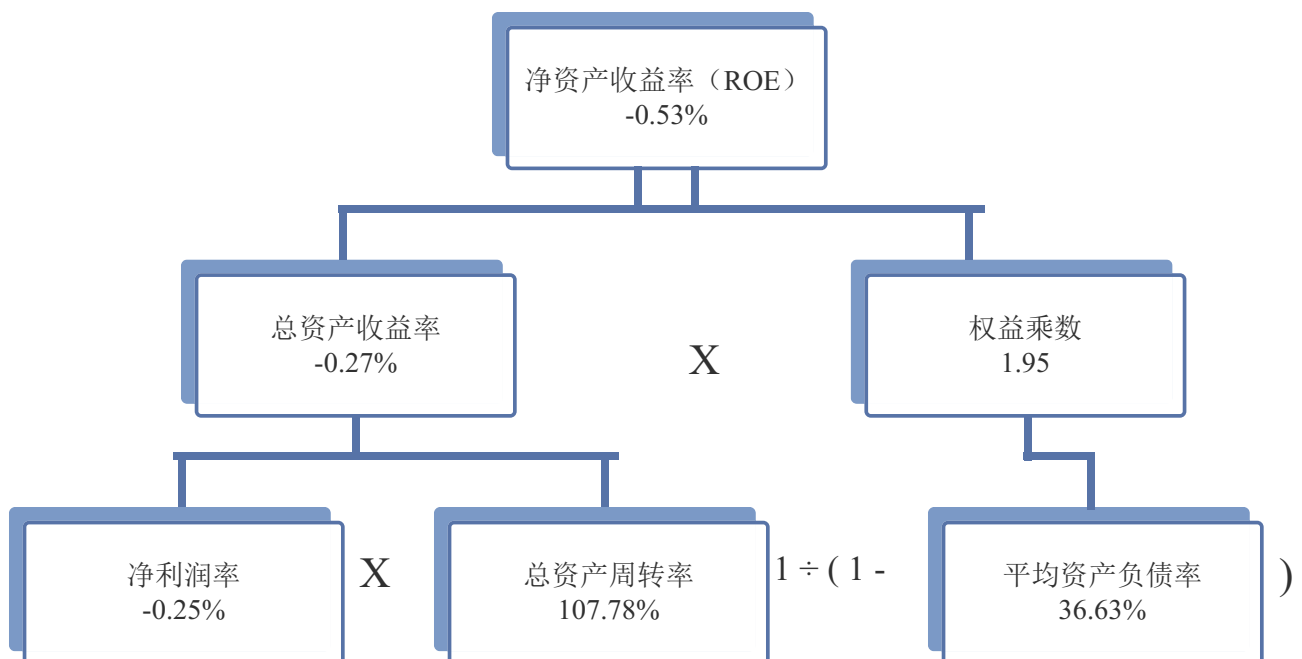 净资产收益率（ROE）
-0.53%
总资产收益率
-0.27%
X
权益乘数
1.95
净利润率
-0.25%
X
总资产周转率
107.78%
1 ÷ ( 1 -
平均资产负债率
36.63%
)